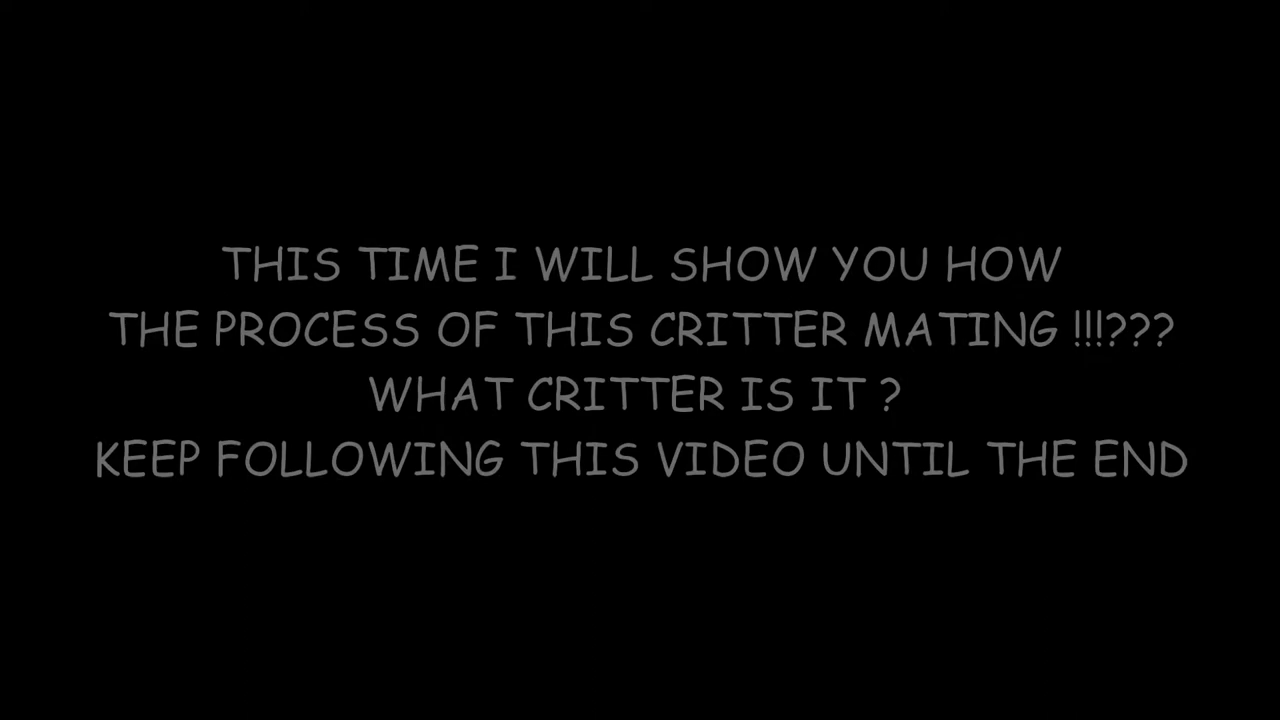 THIS TIME I WILL SHOW YOU HOW
THE PROCESS OF THIS CRITTER MATING !!!???
WHAT CRITTER IS IT ?
KEEP FOLLOWING THIS VIDEO UNTIL THE END